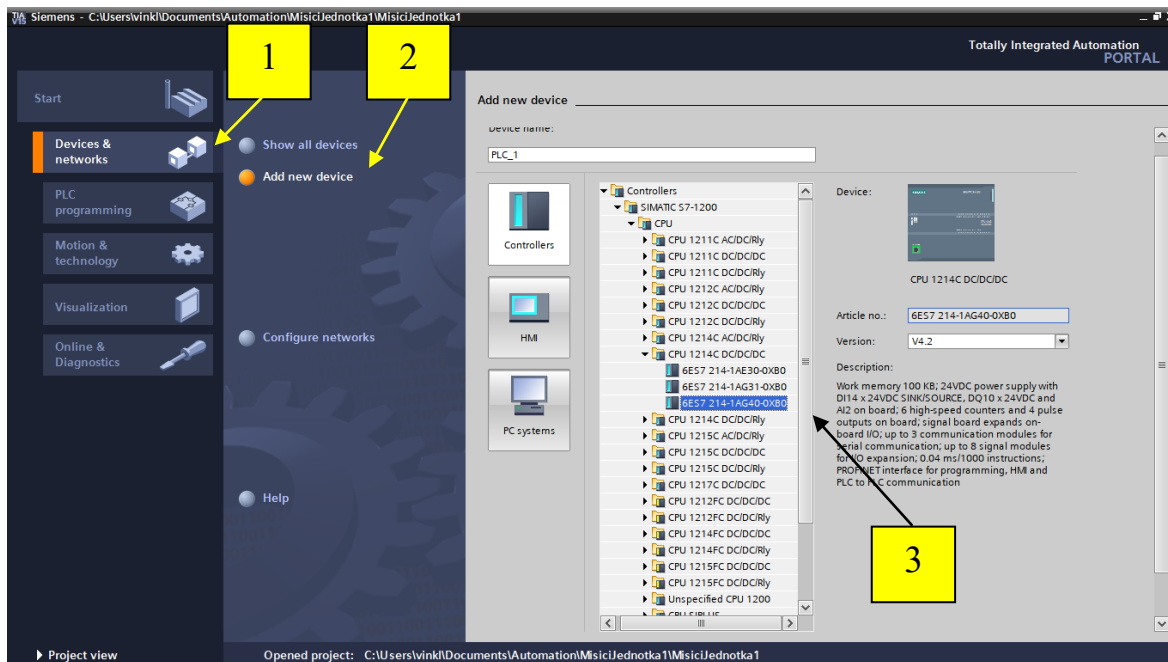 Siemens - C:\Users\vinkl\Documents\Automation\MisiciJednotka1\MisiciJednotka1
Totally Integrated Automation
PORTAL
1
2
Start
Devices &
networks
PLC
programming
Motion &
technology
Visualization
Online &
Diagnostics
Show all devices
Add new device
Configure networks
Help
Add new device
Device name:
PLC_1
Controllers
HMI
PC systems
Controllers
SIMATIC S7-1200
CPU
CPU 1211C AC/DC/Rly
CPU 1211C DC/DC/DC
CPU 1211C DC/DC/Rly
CPU 1212C AC/DC/Rly
CPU 1212C DC/DC/DC
CPU 1212C DC/DC/Rly
CPU 1214C AC/DC/Rly
CPU 1214C DC/DC/DC
6ES7 214-1AE30-0XB0
6ES7 214-1AG31-0XB0
6ES7 214-1AG40-0XB0
CPU 1214C DC/DC/Rly
CPU 1215C AC/DC/Rly
CPU 1215C DC/DC/DC
CPU 1215C DC/DC/Rly
CPU 1217C DC/DC/DC
CPU 1212FC DC/DC/DC
CPU 1212FC DC/DC/Rly
CPU 1214FC DC/DC/DC
CPU 1214FC DC/DC/Rly
CPU 1215FC DC/DC/DC
CPU 1215FC DC/DC/Rly
Unspecified CPU 1200
CPU SIPLUS
Device:
CPU 1214C DC/DC/DC
Article no.: 6ES7 214-1AG40-0XB0
Version: V4.2
Description:
Work memory 100 KB; 24VDC power supply with
DI14 x 24VDC SINK/SOURCE, DQ10 x 24VDC and
AI2 on board; 6 high-speed counters and 4 pulse
outputs on board; signal board expands on-
board I/O; up to 3 communication modules for
serial communication; up to 8 signal modules
for I/O expansion; 0.04 ms/1000 instructions;
PROFINET interface for programming, HMI and
PLC to PLC communication
3
Project view
Opened project: C:\Users\vinkl\Documents\Automation\MisiciJednotka1\MisiciJednotka1